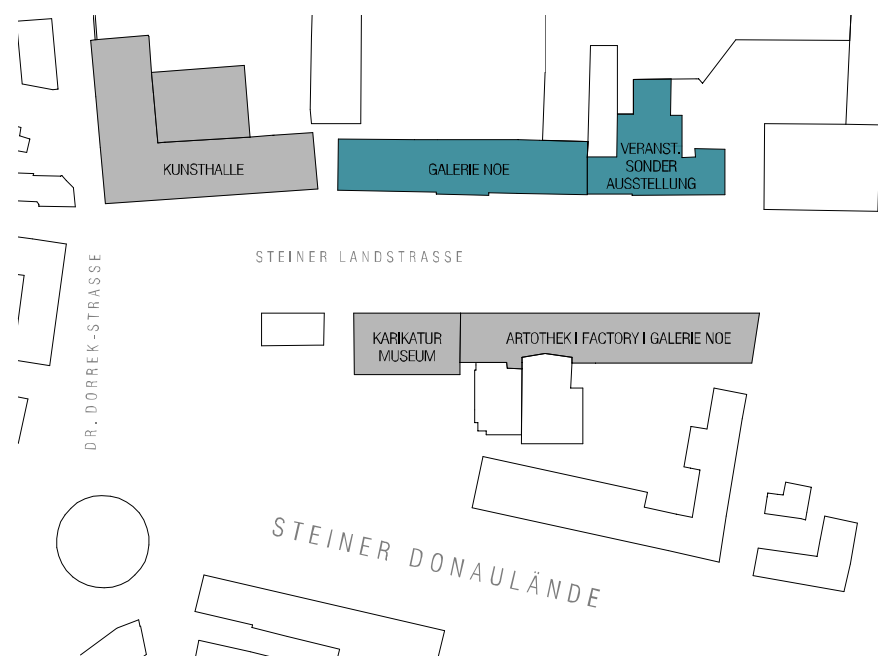 KUNSTHALLE
GALERIE NOE
VERANST.
SONDER
AUSSTELLUNG
STEINER LANDSTRASSE
DR. DORREK-STRASSE
KARIKATUR
MUSEUM
ARTOTHEK I FACTORY I GALERIE NOE
STEINER DONAULÄNDE